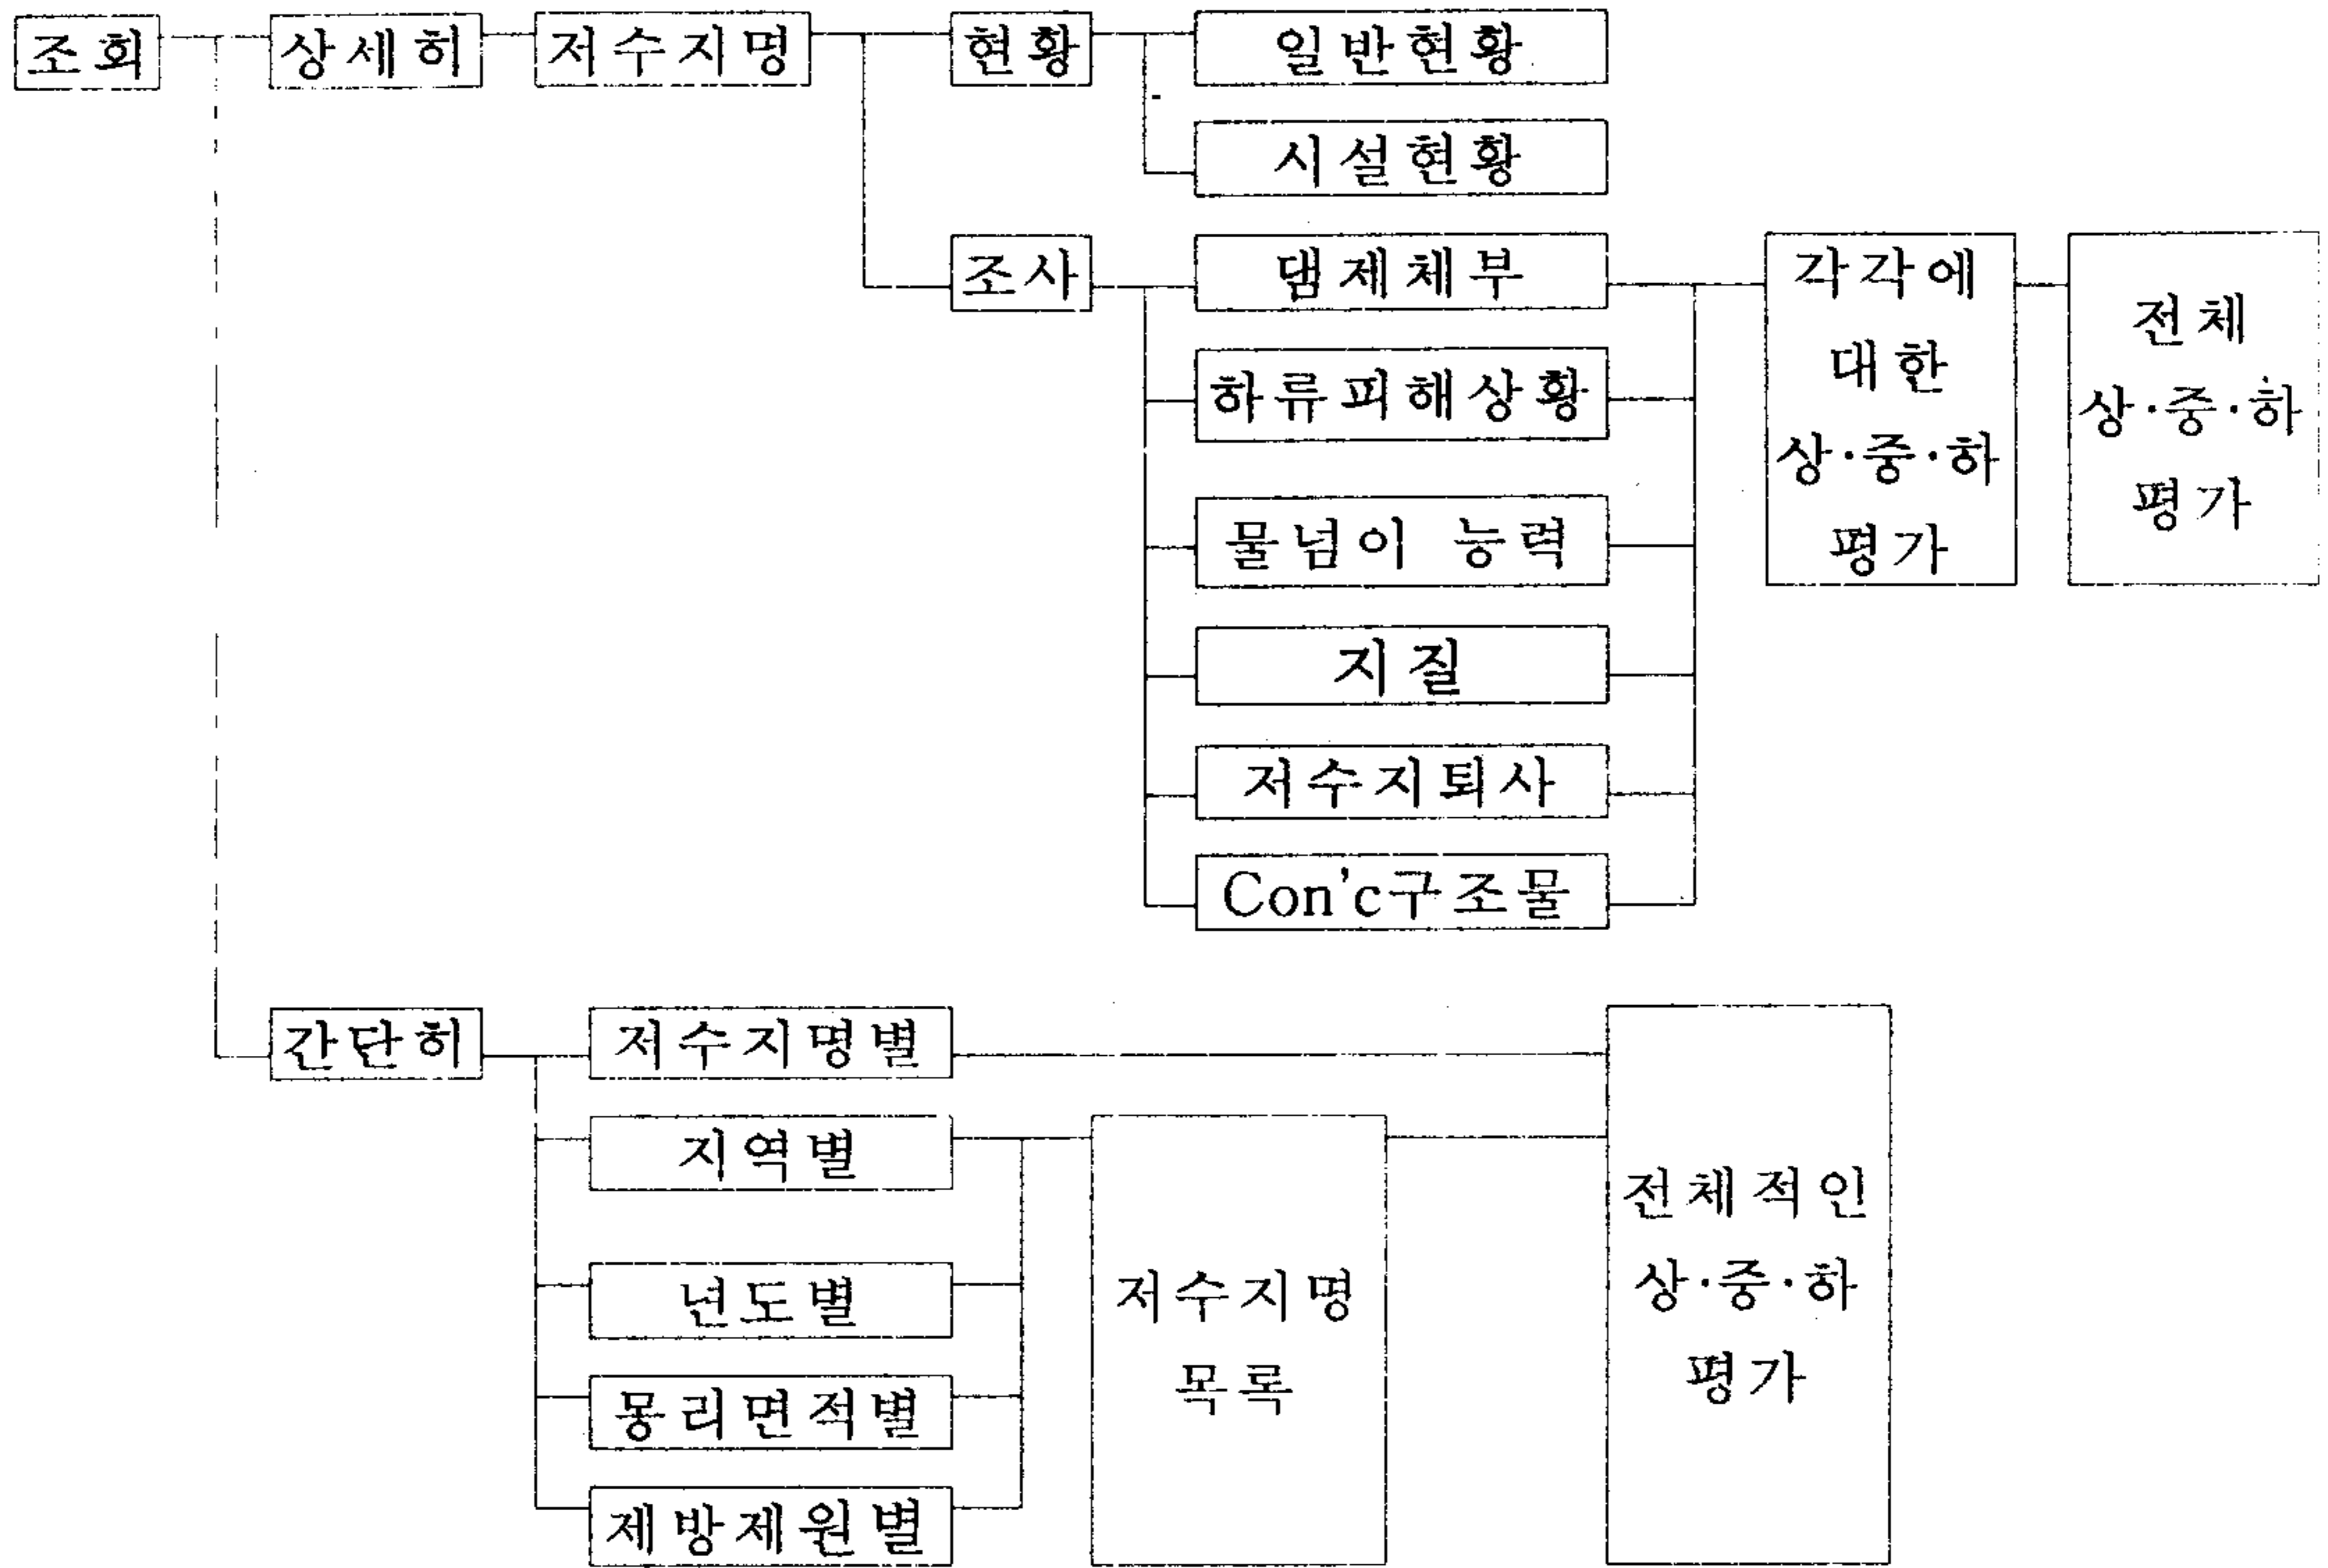 조회
상세히
저수지명
현황
일반현황
시설현황
조사
댐제체부
하류피해상황
물넘이 능력
지질
저수지퇴사
Con'c구조물
각각에
대한
상·중·하
평가
전체
상·중·하
평가
간단히
저수지명별
지역별
년도별
몽리면적별
제방제원별
저수지명
목록
전체적인
상·중·하
평가